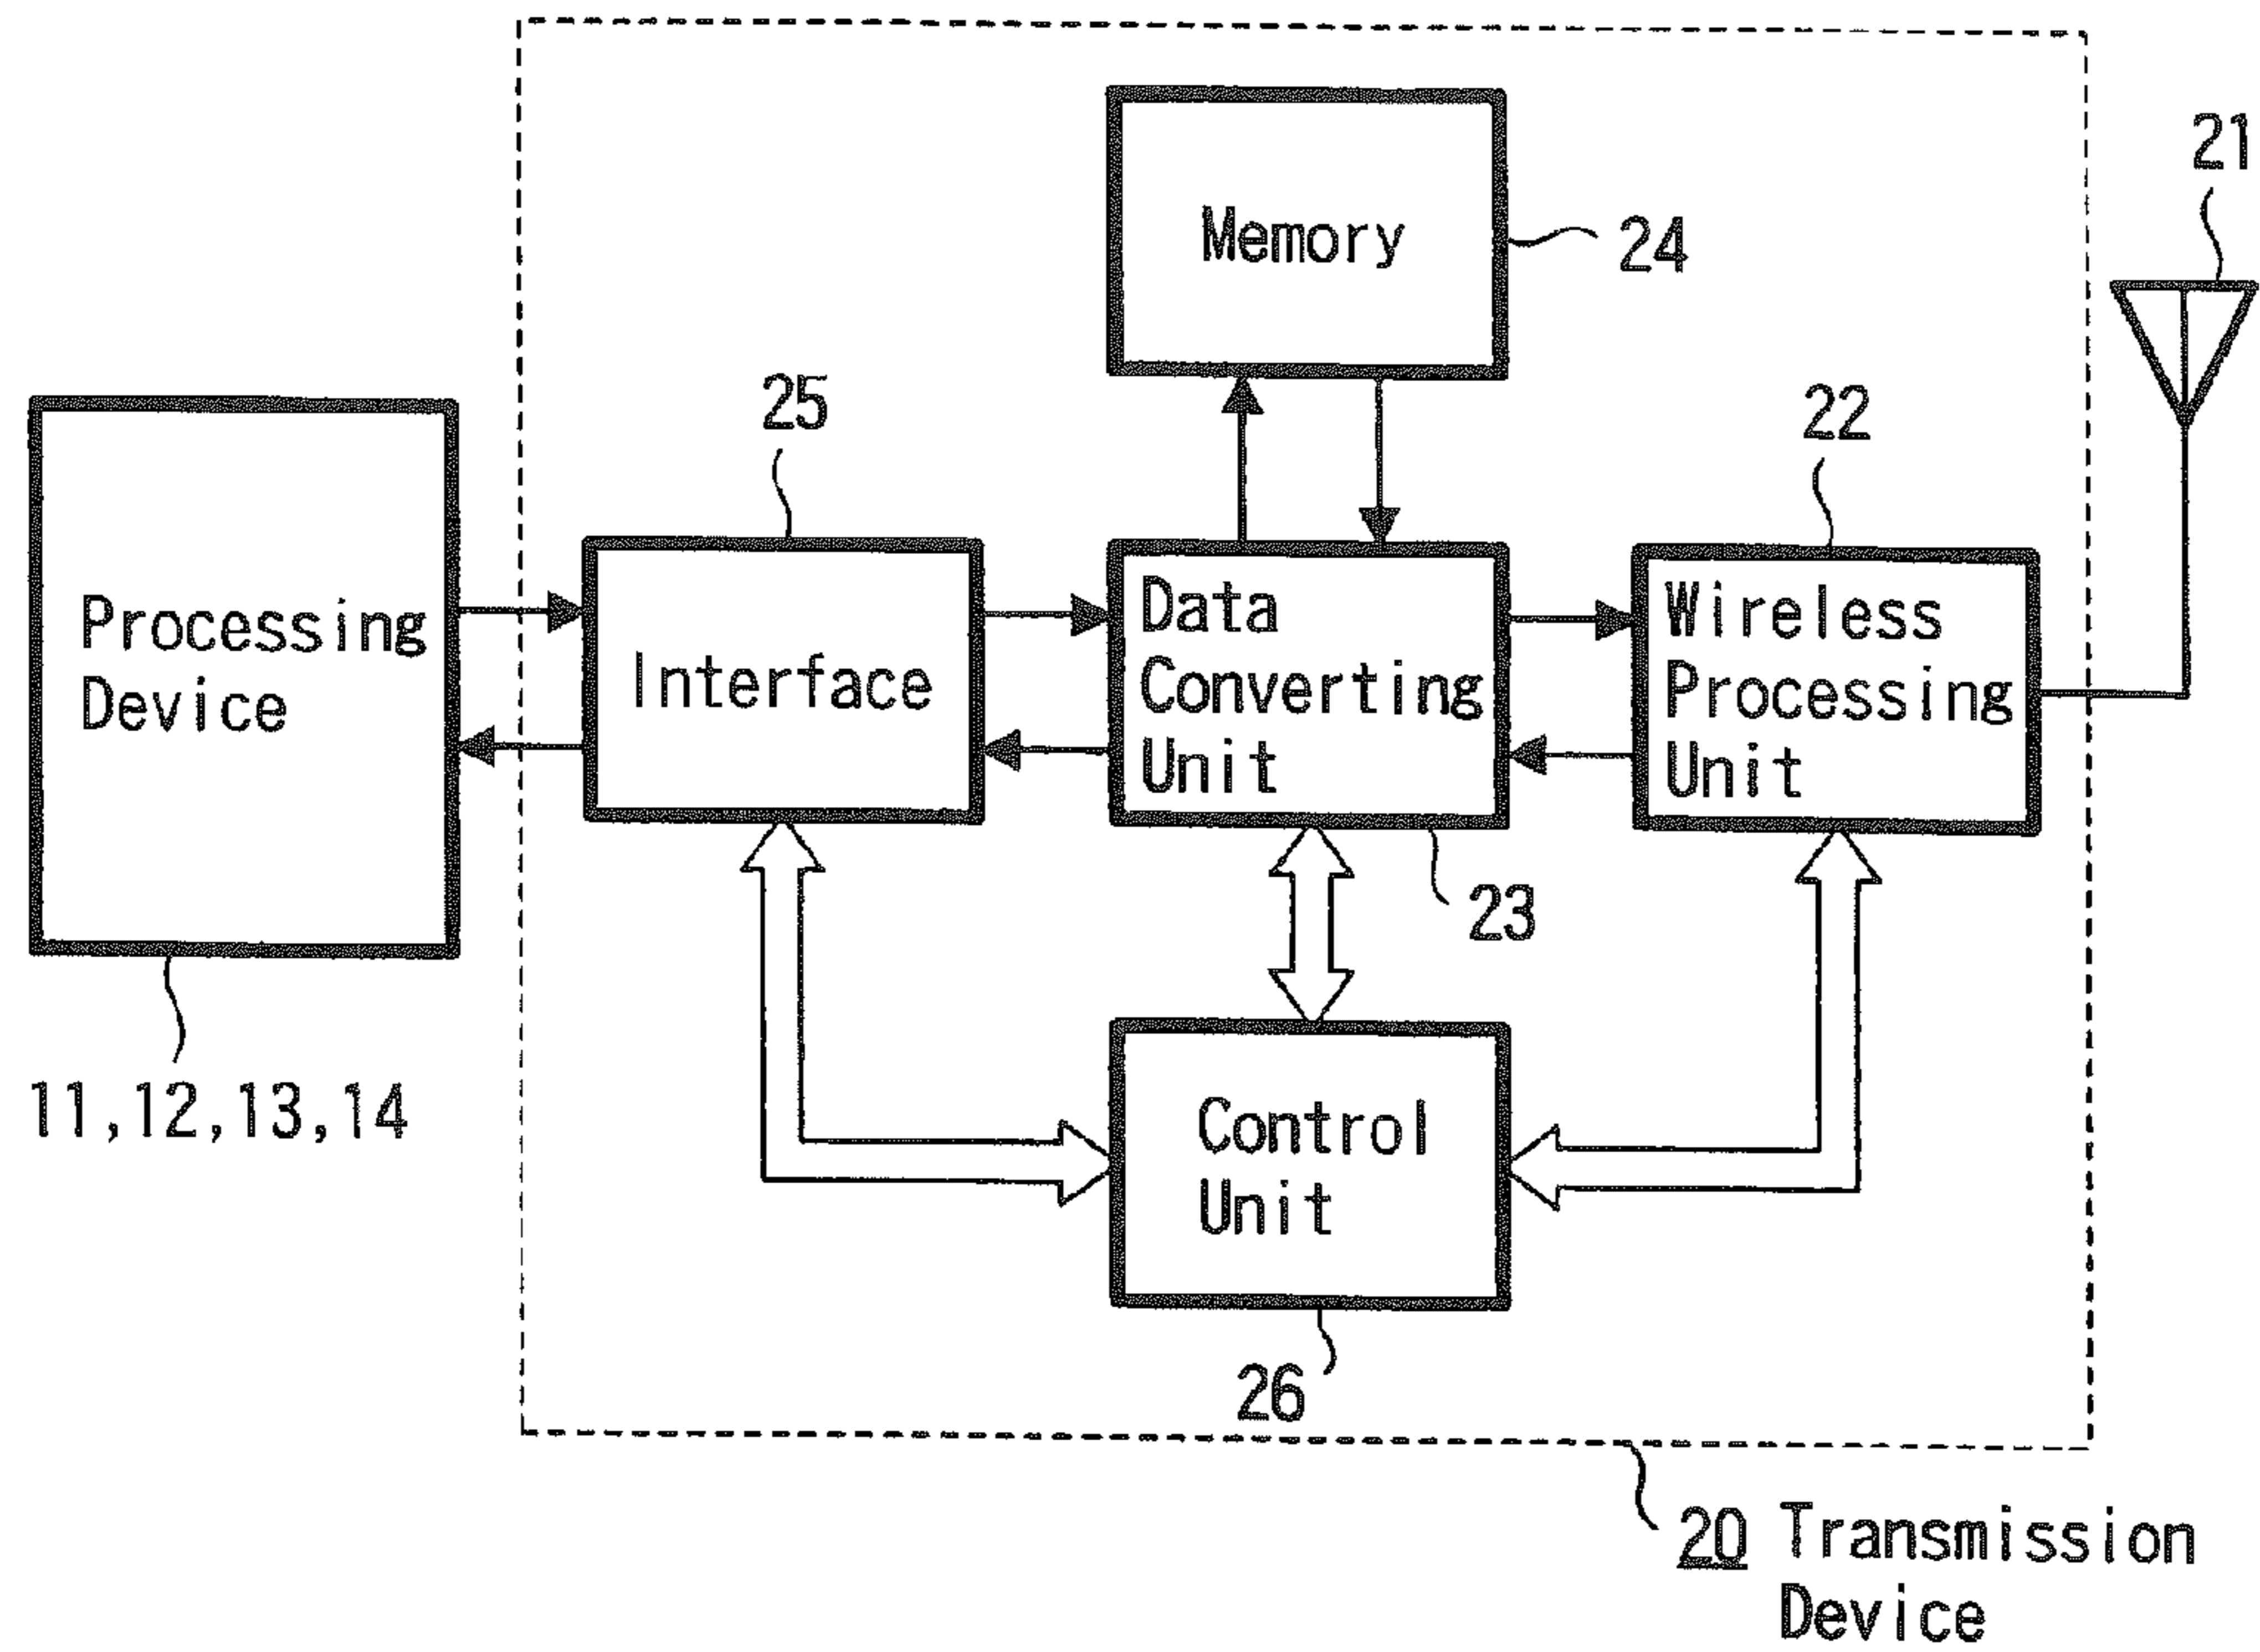 21
Memory
24
25
22
Processing
Device
Interface
Data
Converting
Unit
Wireless
Processing
Unit
23
11,12,13,14
Control
Unit
26
20 Transmission
Device